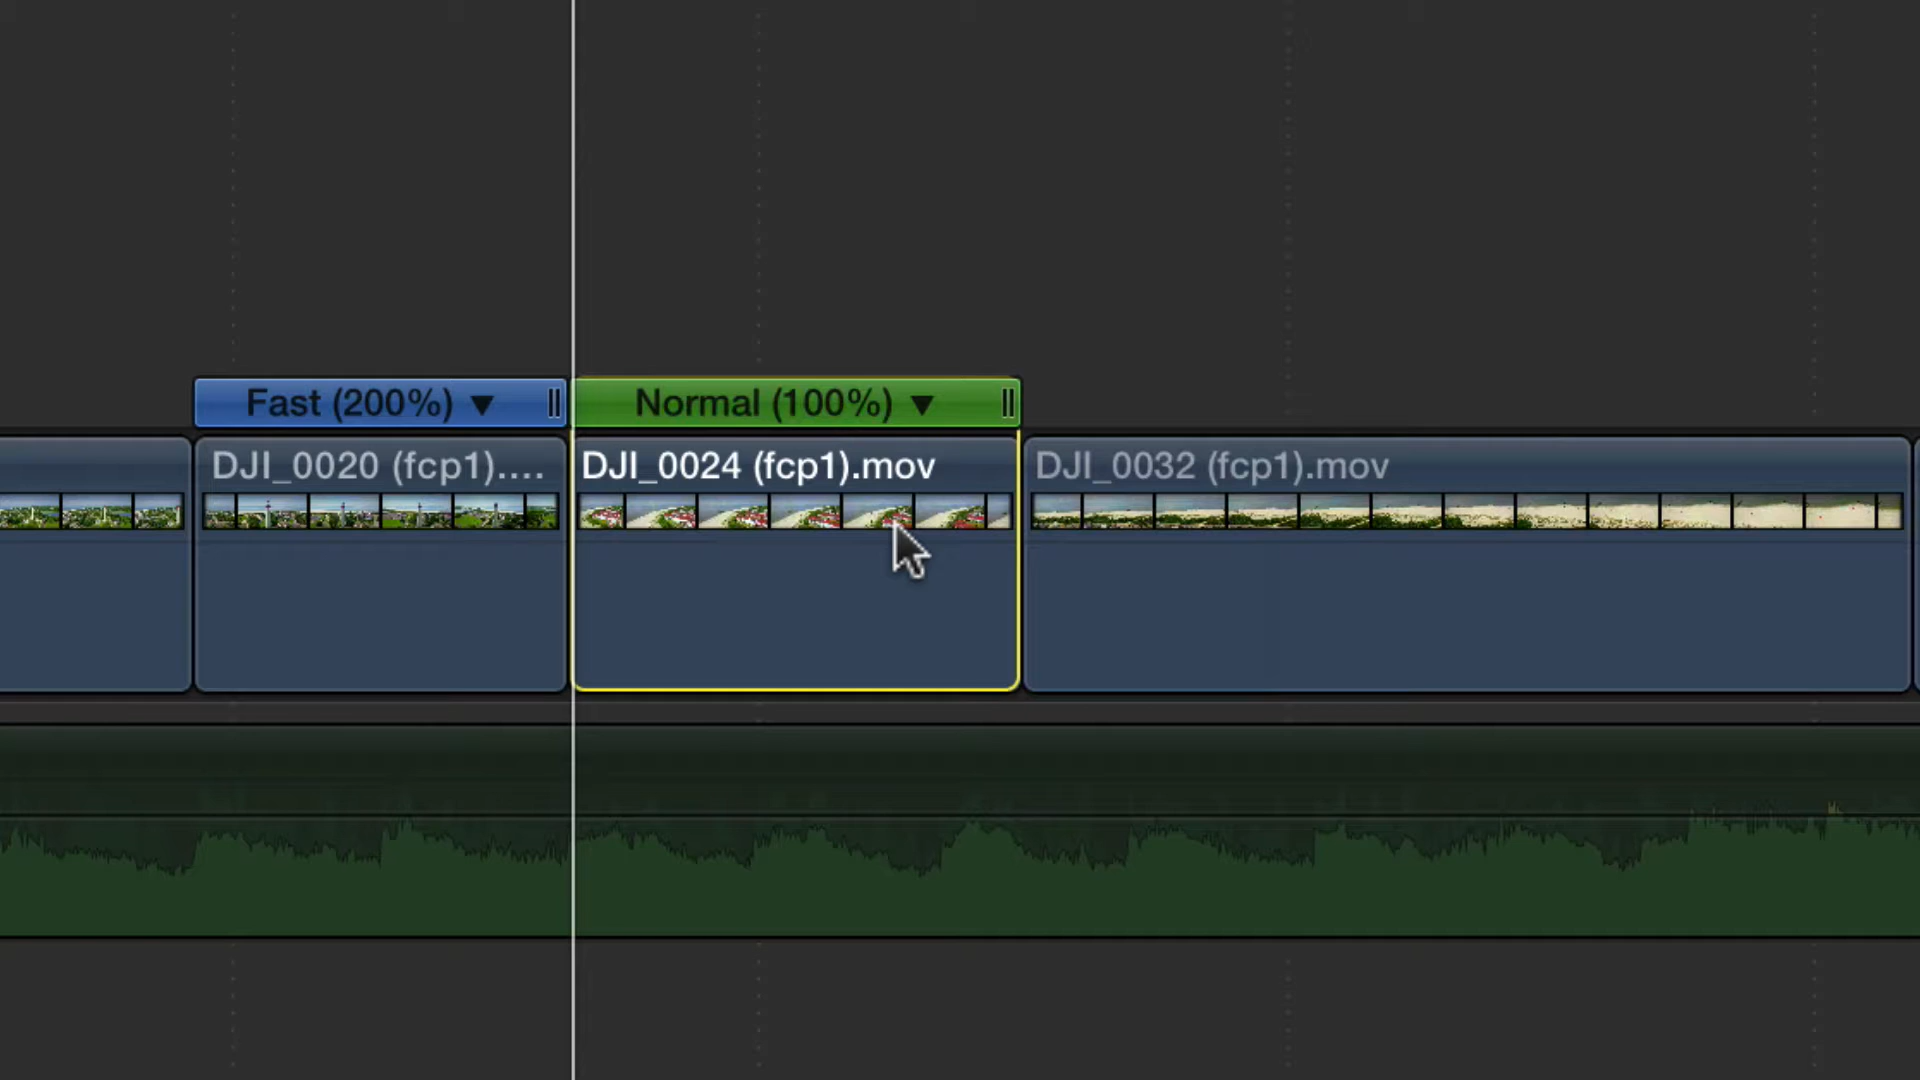 Fast (200%) ▼
Normal (100%) ▼
DJI_0020 (fcp1)....
DJI_0024 (fcp1).mov
DJI_0032 (fcp1).mov